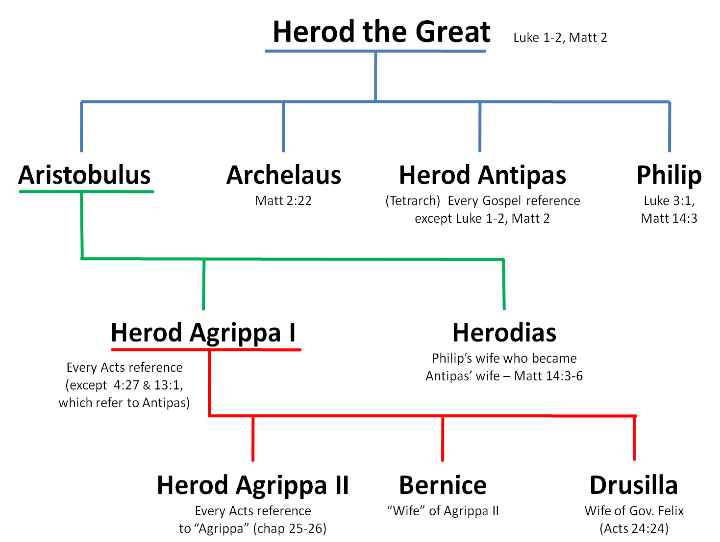 Herod the Great
Luke 1-2, Matt 2
Aristobulus
Archelaus
Matt 2:22
Herod Antipas
(Tetrarch)  Every Gospel reference
except Luke 1-2, Matt 2
Philip
Luke 3:1,
Matt 14:3
Herod Agrippa I
Every Acts reference
(except  4:27 & 13:1,
which refer to Antipas)
Herodias
Philip’s wife who became
Antipas’ wife – Matt 14:3-6
Herod Agrippa II
Every Acts reference
to “Agrippa” (chap 25-26)
Bernice
“Wife” of Agrippa II
Drusilla
Wife of Gov. Felix
(Acts 24:24)